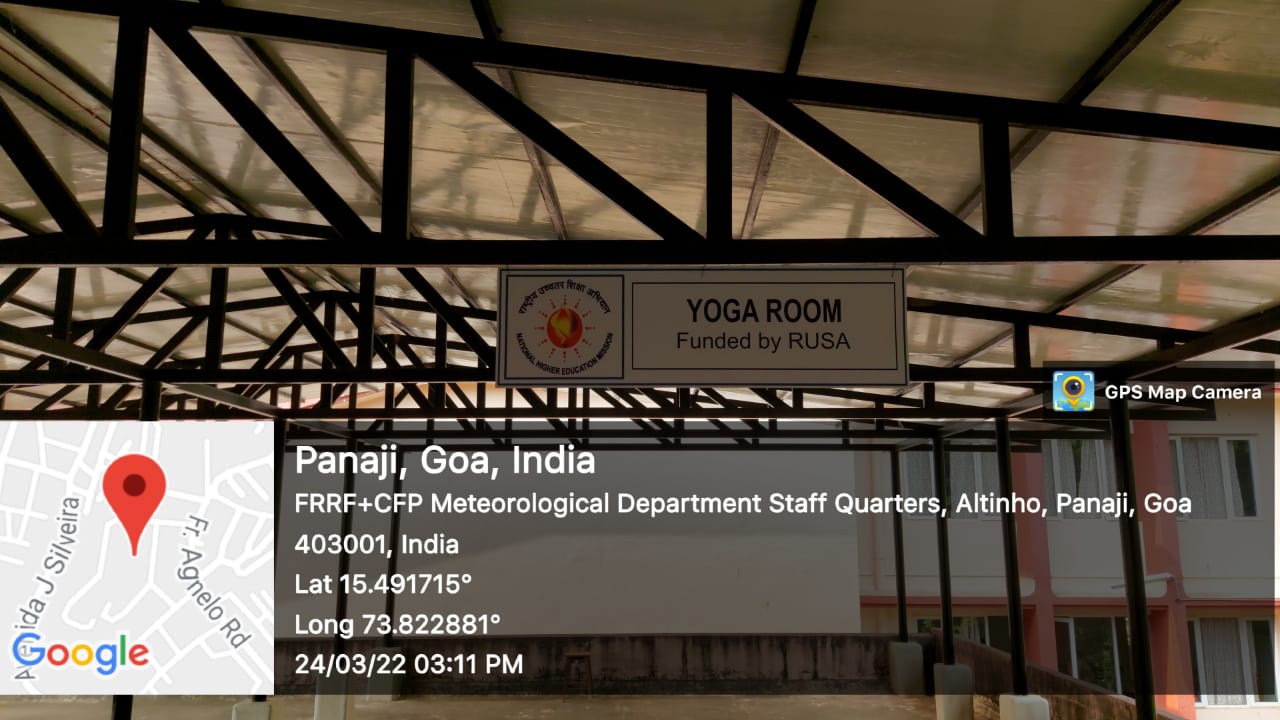 राष्ट्रीय उच्चतर शिक्षा अभियान
NATIONAL HIGHER EDUCATION MISSION
YOGA ROOM
Funded by RUSA
GPS Map Camera
Panaji, Goa, India
FRRF+CFP Meteorological Department Staff Quarters, Altinho, Panaji, Goa
403001, India
Lat 15.491715°
Long 73.822881°
24/03/22 03:11 PM
ida J Silveira
Fr. Agnelo Rd
Google